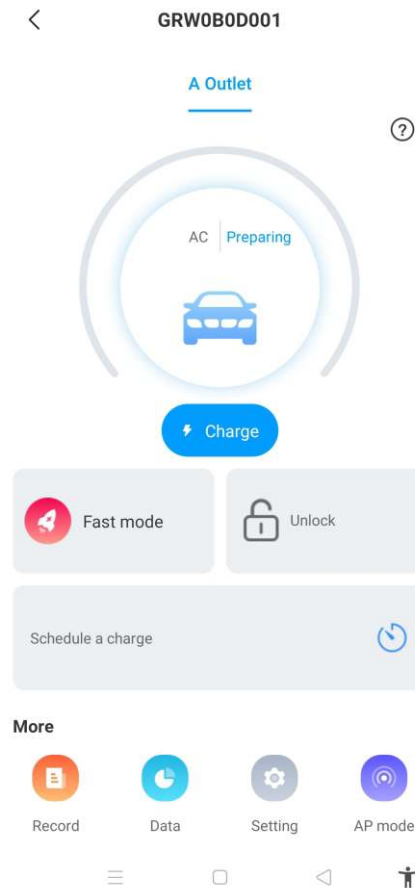 GRW0B0D001
A Outlet
?
AC Preparing
Charge
Fast mode
Unlock
Schedule a charge
More
Record Data Setting AP mode